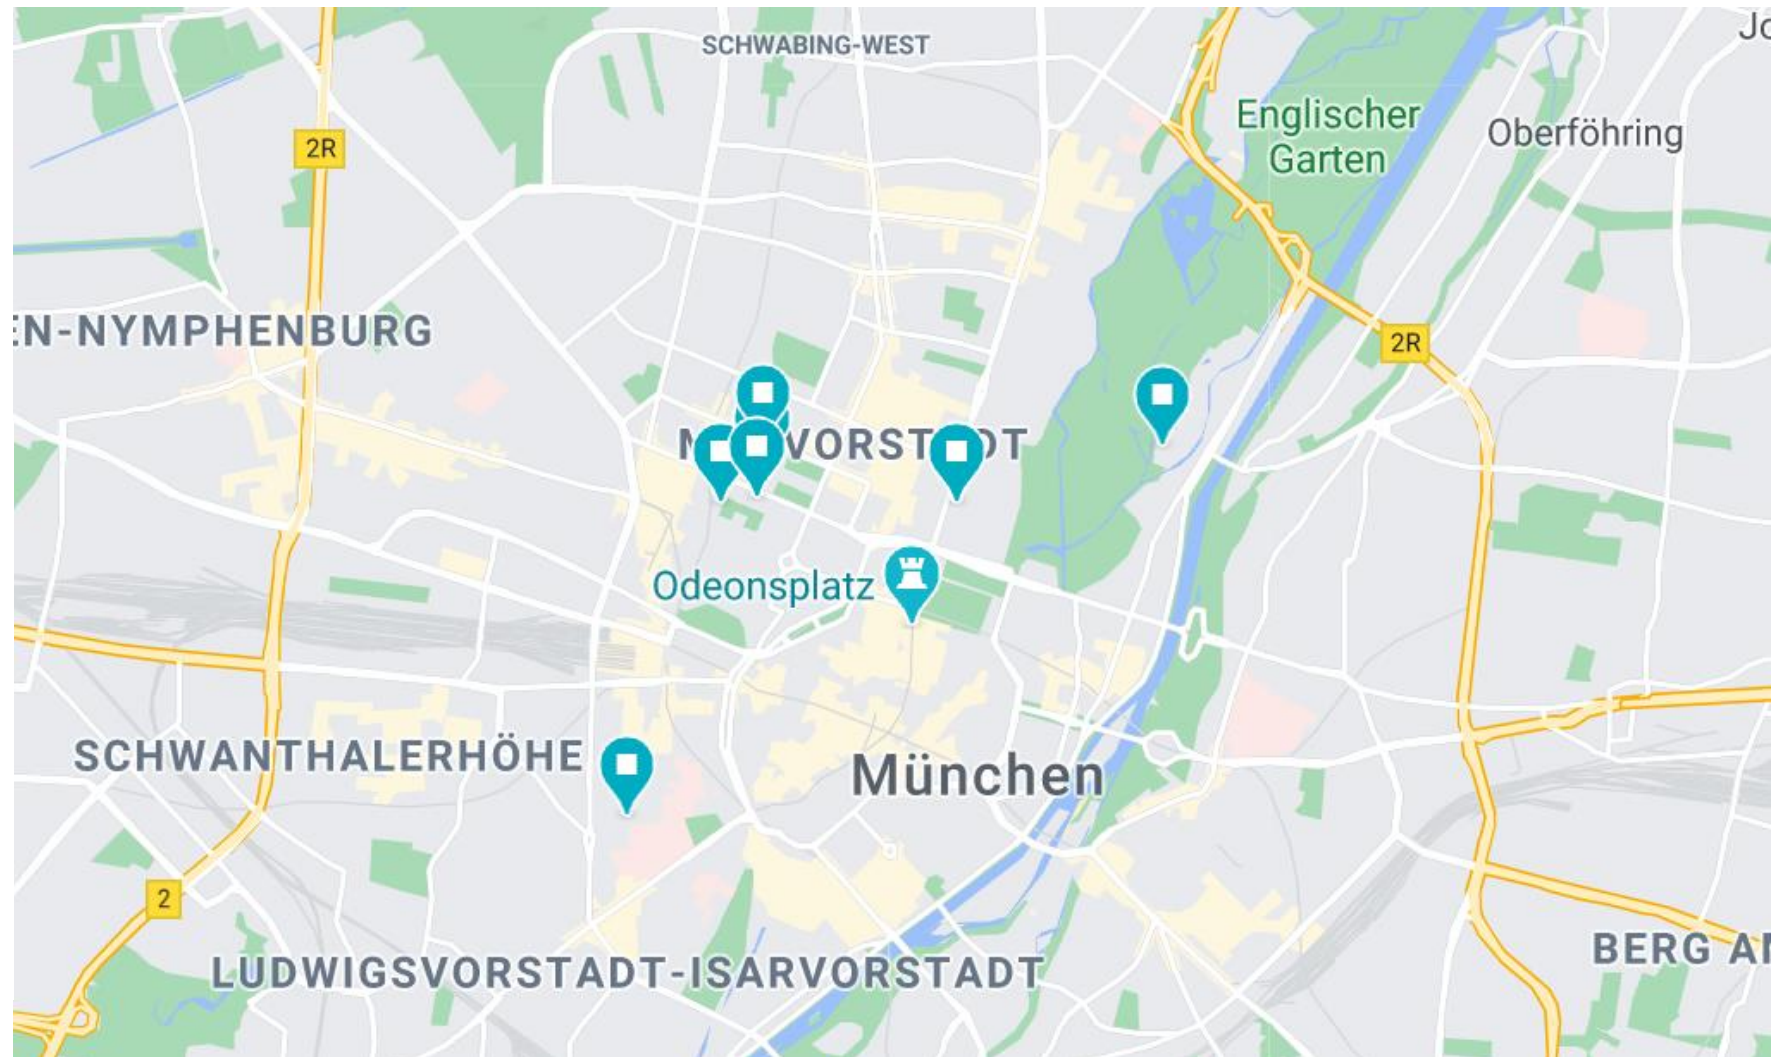 SCHWABING-WEST
Jo
Englischer
Garten
Oberföhring
2R
EN-NYMPHENBURG
2R
VORST
DT
Odeonsplatz
SCHWANTHALERHÖHE
München
2
BERG AM
LUDWIGSVORSTADT-ISARVORSTADT